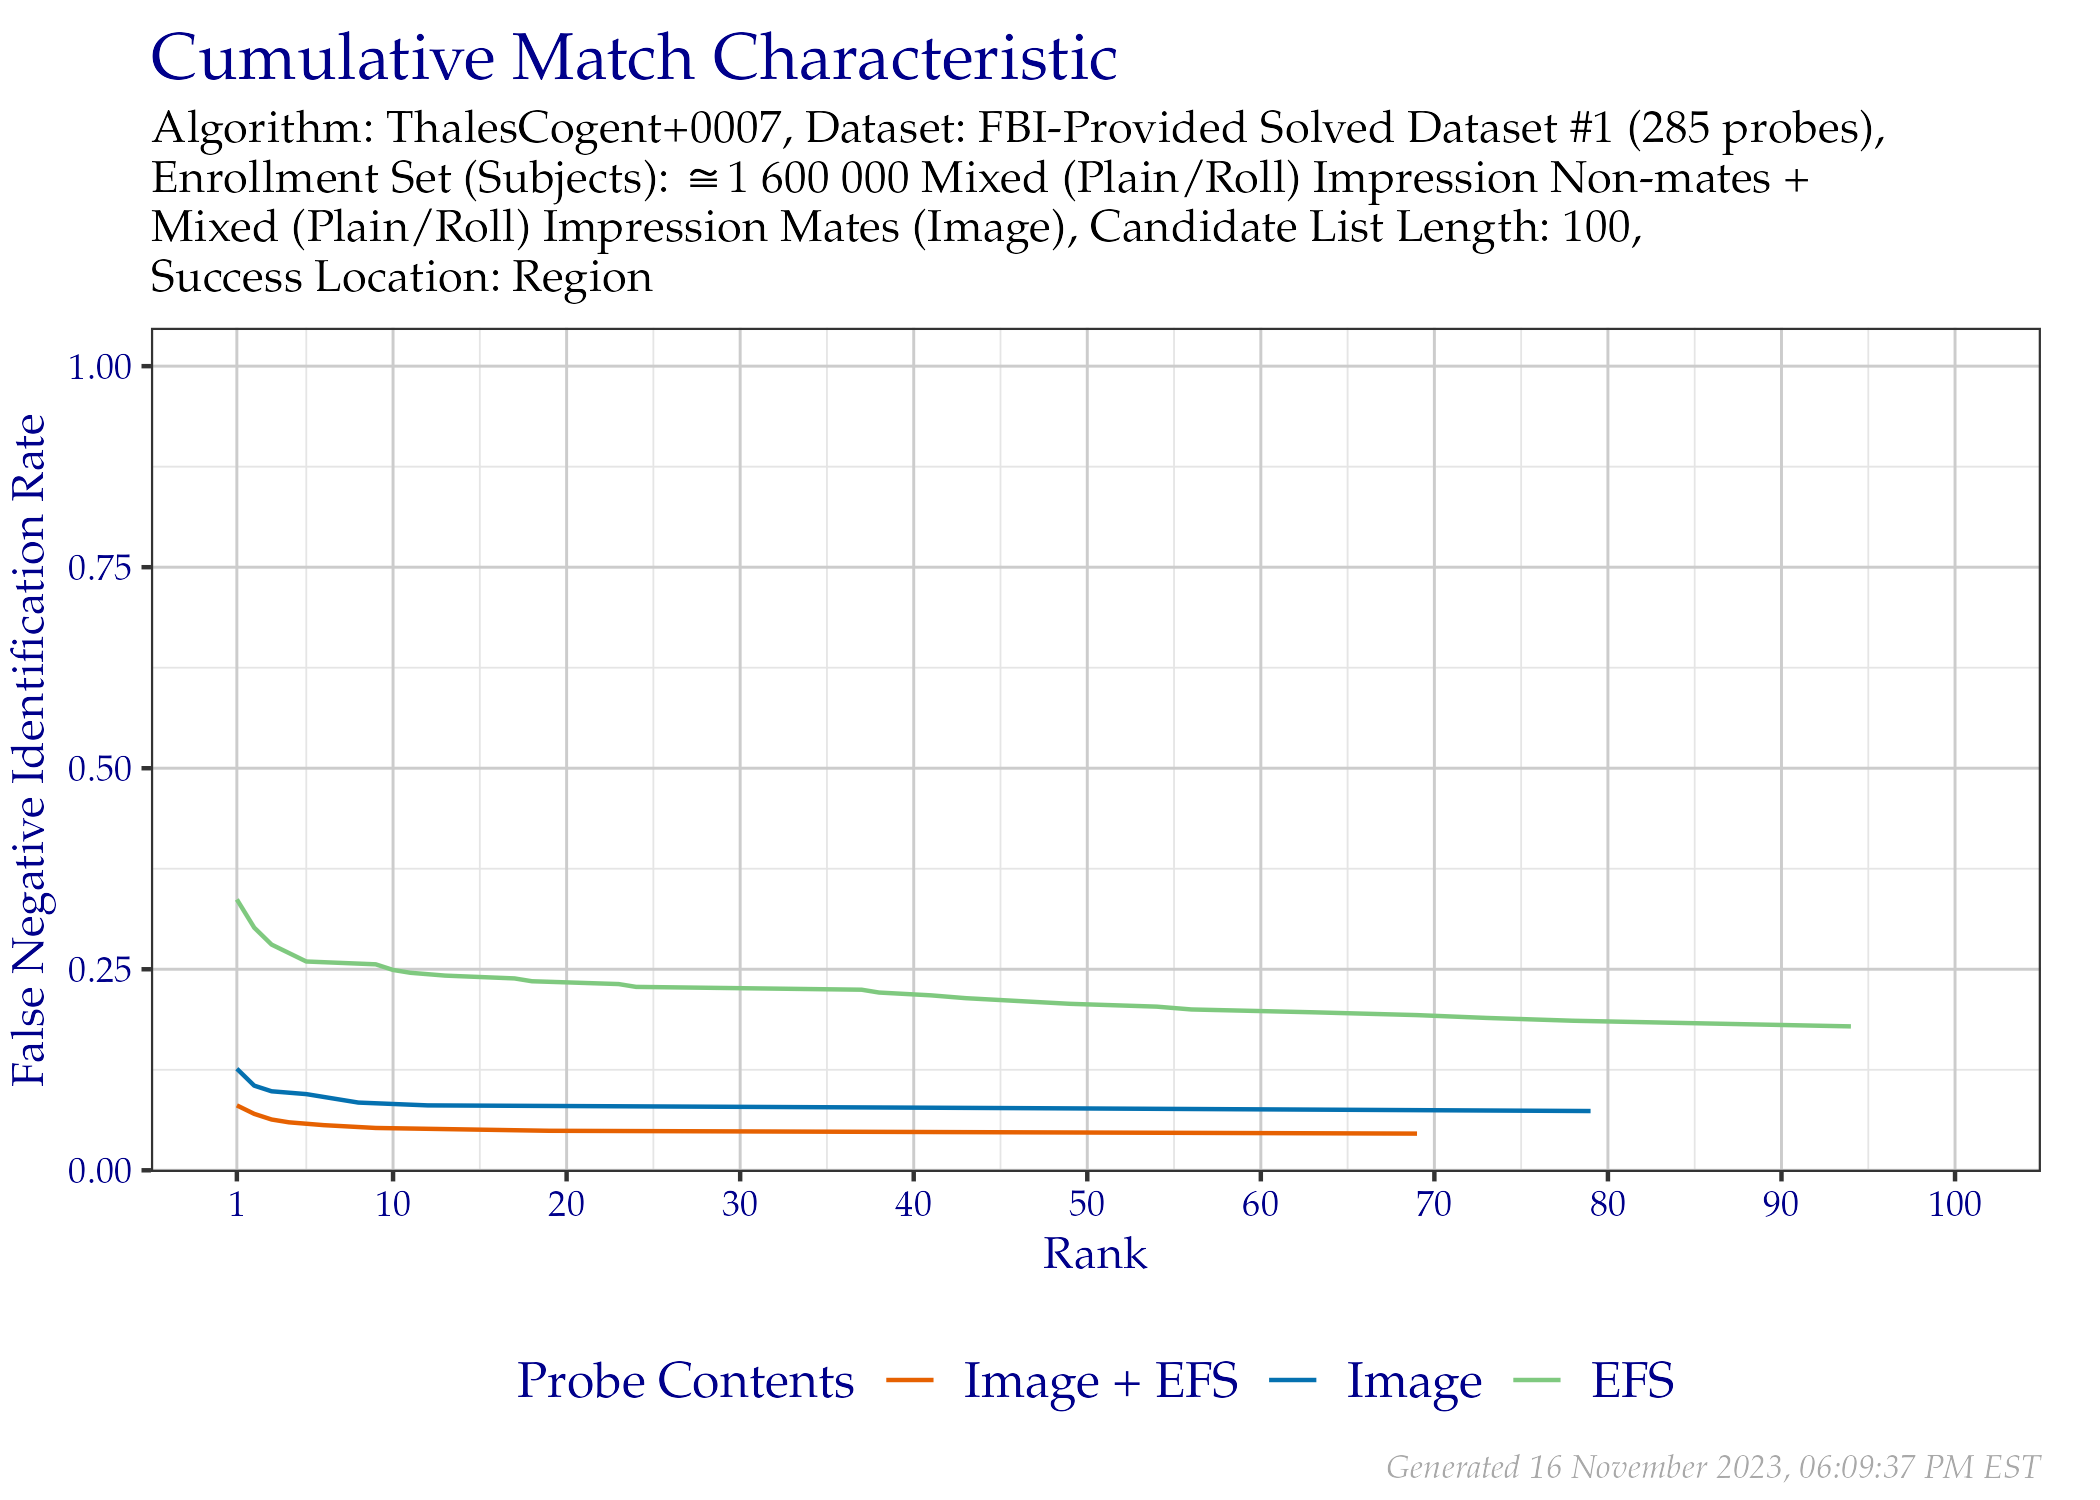 Cumulative Match Characteristic
Algorithm: ThalesCogent+0007, Dataset: FBI-Provided Solved Dataset #1 (285 probes),
Enrollment Set (Subjects): ≅1 600 000 Mixed (Plain/Roll) Impression Non-mates +
Mixed (Plain/Roll) Impression Mates (Image), Candidate List Length: 100,
Success Location: Region
False Negative Identification Rate
1.00
0.75
0.50
0.25
0.00
1 10 20 30 40 50 60 70 80 90 100
Rank
Probe Contents Image + EFS Image EFS
Generated 16 November 2023, 06:09:37 PM EST